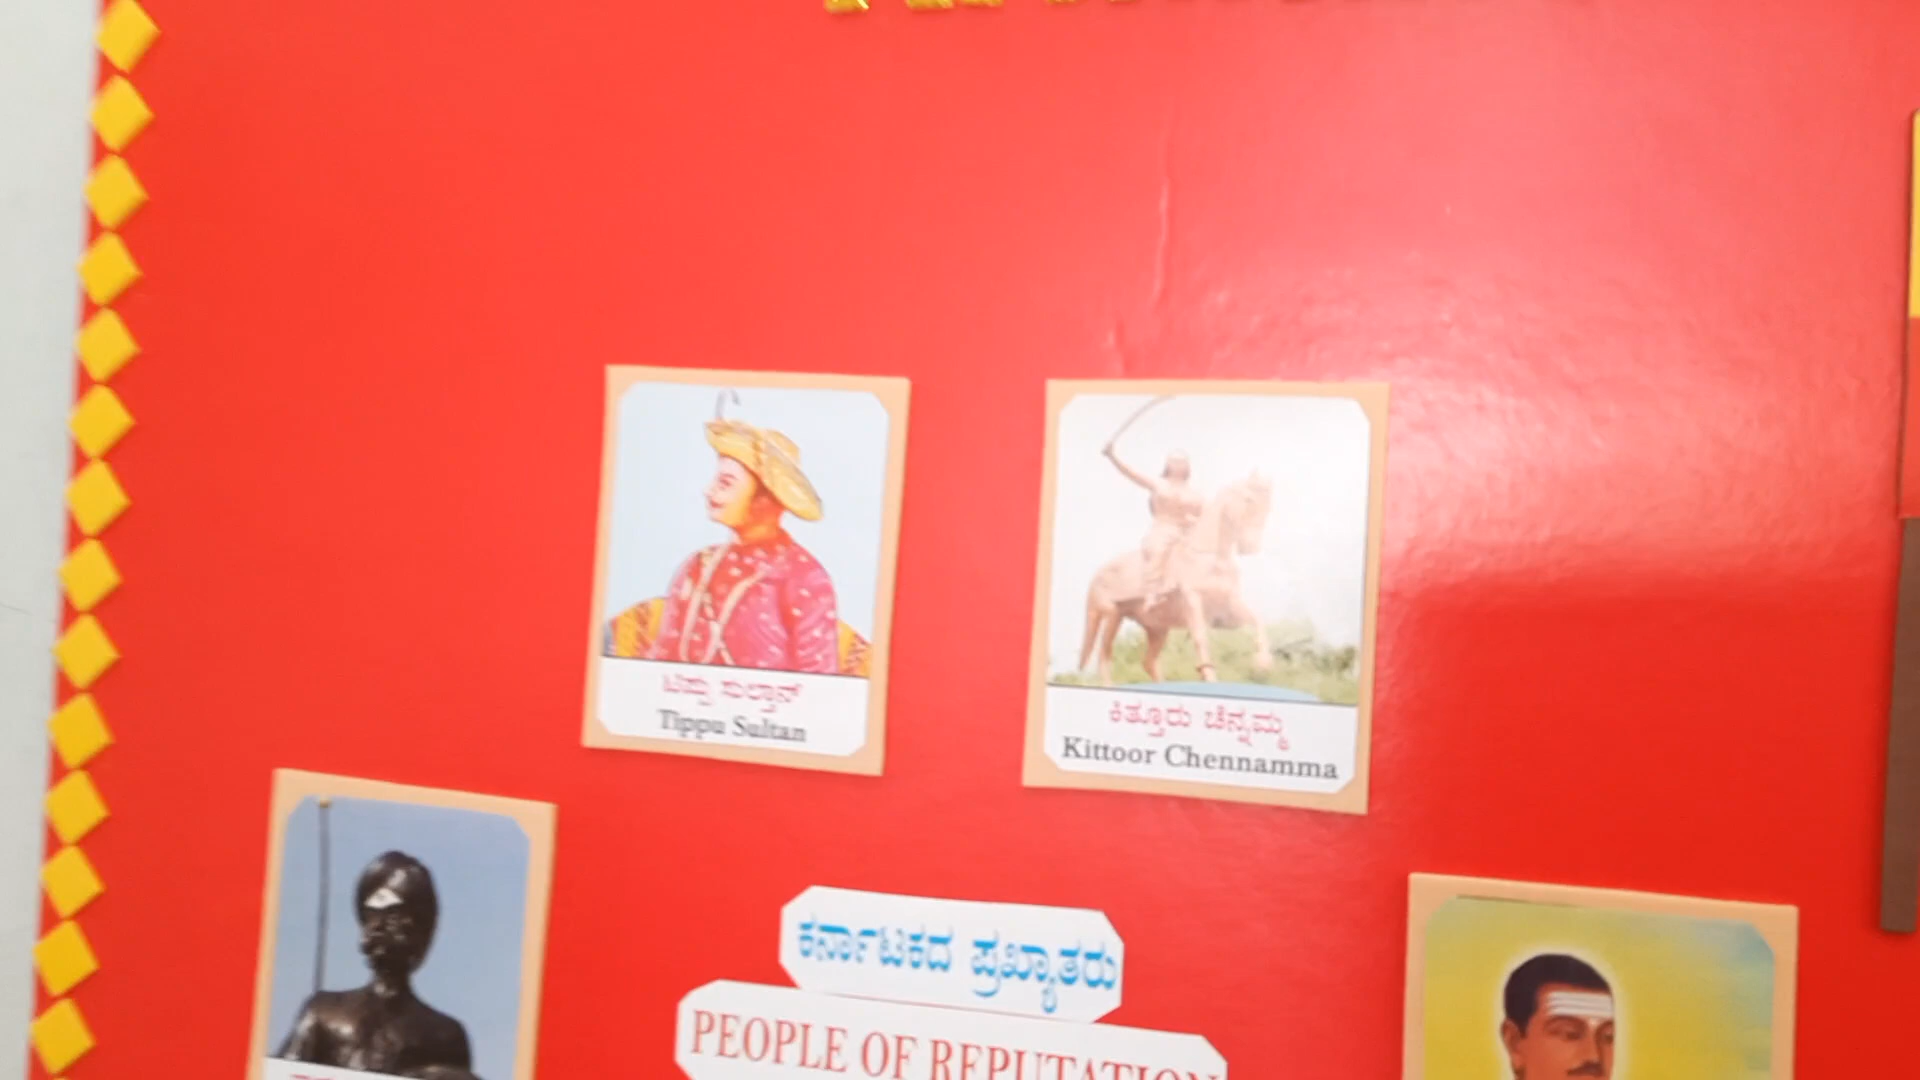 ಟಿಪ್ಪು ಸುಲ್ತಾನ್
Tippu Sultan
ಕಿತ್ತೂರು ಚೆನ್ನಮ್ಮ
Kittoor Chennamma
ಕರ್ನಾಟಕದ ಪ್ರಖ್ಯಾತರು
PEOPLE OF REPUTATION